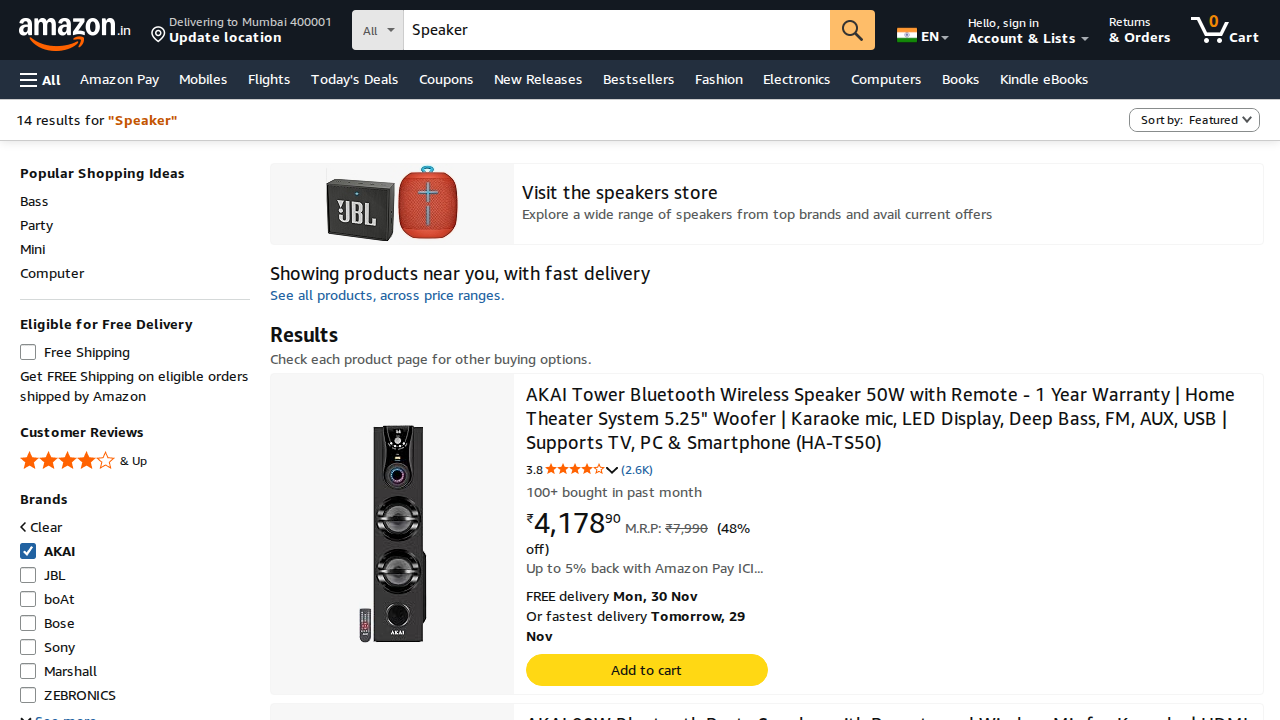 amazon.in
Delivering to Mumbai 400001
Update location
All
Speaker
EN
Hello, sign in
Account & Lists
Returns
& Orders
0
Cart
All
Amazon Pay
Mobiles
Flights
Today's Deals
Coupons
New Releases
Bestsellers
Fashion
Electronics
Computers
Books
Kindle eBooks
14 results for "Speaker"
Sort by: Featured
Popular Shopping Ideas
Bass
Party
Mini
Computer
Eligible for Free Delivery
Free Shipping
Get FREE Shipping on eligible orders
shipped by Amazon
Customer Reviews
& Up
Brands
Clear
AKAI
JBL
boAt
Bose
Sony
Marshall
ZEBRONICS
See more
JBL
Visit the speakers store
Explore a wide range of speakers from top brands and avail current offers
Showing products near you, with fast delivery
See all products, across price ranges.
Results
Check each product page for other buying options.
AKAI
AKAI Tower Bluetooth Wireless Speaker 50W with Remote - 1 Year Warranty | Home
Theater System 5.25" Woofer | Karaoke mic, LED Display, Deep Bass, FM, AUX, USB |
Supports TV, PC & Smartphone (HA-TS50)
3.8 (2.6K)
100+ bought in past month
₹4,17890 M.R.P: ₹7,990 (48%
off)
Up to 5% back with Amazon Pay ICI...
FREE delivery Mon, 30 Nov
Or fastest delivery Tomorrow, 29
Nov
Add to cart